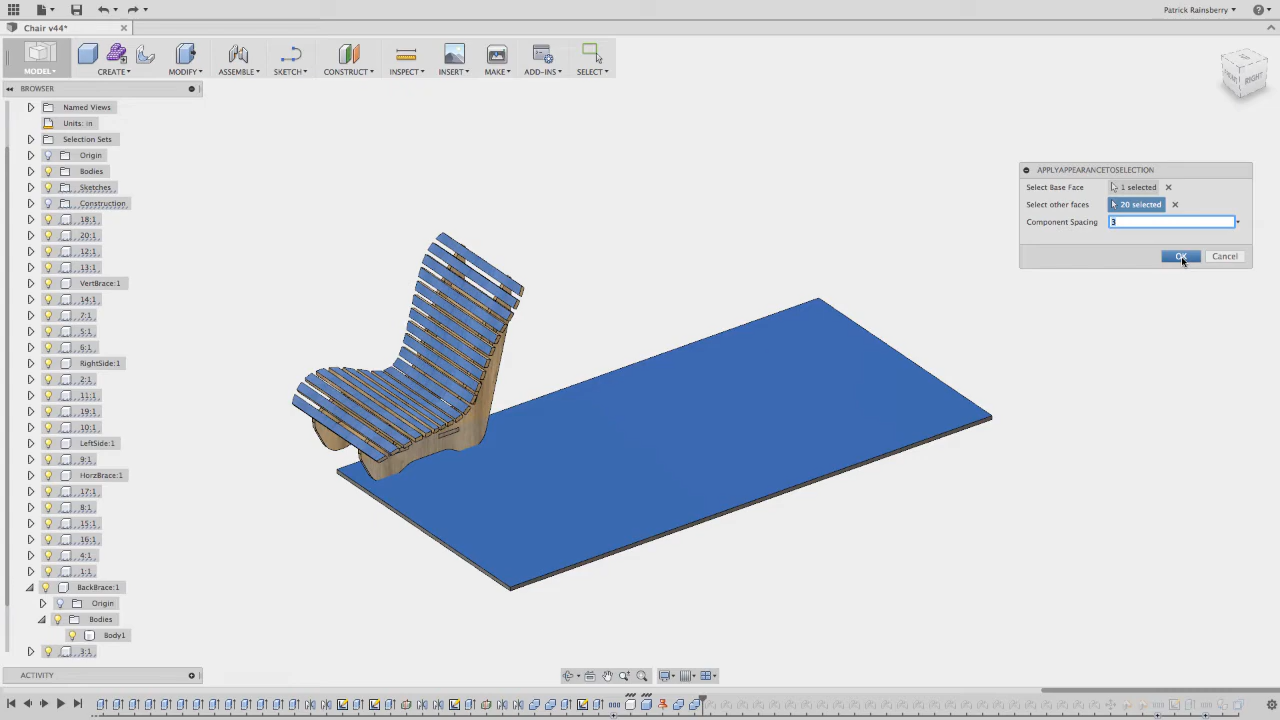 Patrick Rainsberry
Chair v44*
MODEL
CREATE
MODIFY
ASSEMBLE
SKETCH
CONSTRUCT
INSPECT
INSERT
MAKE
ADD-INS
SELECT
RIGHT
BROWSER
Named Views
Units: in
Selection Sets
Origin
Bodies
Sketches
Construction
18:1
20:1
12:1
13:1
VertBrace:1
14:1
7:1
5:1
6:1
RightSide:1
2:1
11:1
19:1
10:1
LeftSide:1
9:1
HorzBrace:1
17:1
8:1
15:1
16:1
4:1
1:1
BackBrace:1
Origin
Bodies
Body1
3:1
APPLYAPPEARANCETOSELECTION
Select Base Face 1 selected
Select other faces 20 selected
Component Spacing 3
OK Cancel
ACTIVITY